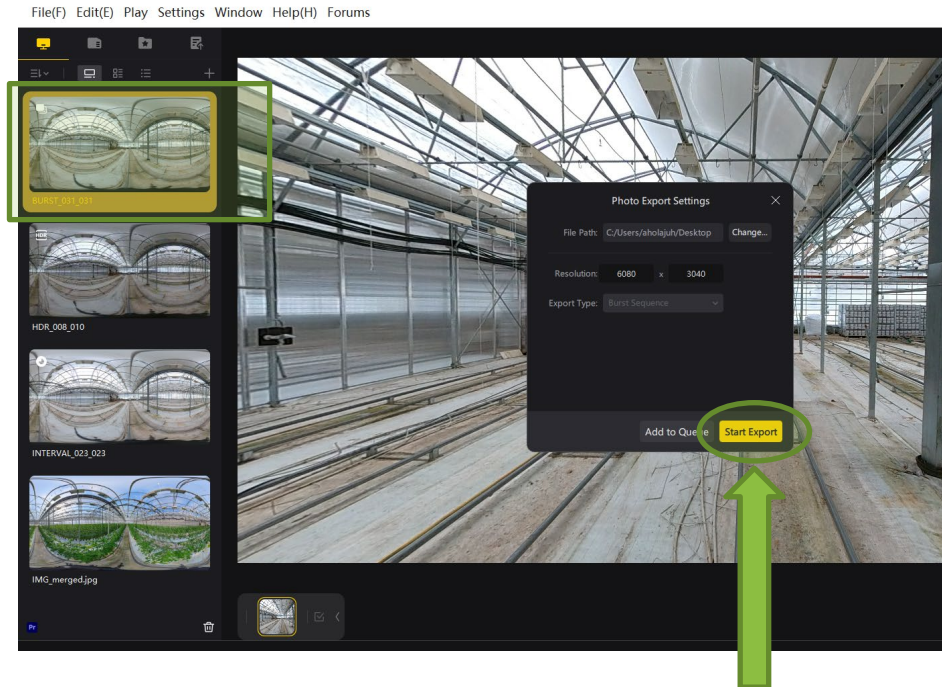 File(F) Edit(E) Play Settings Window Help(H) Forums
BURST_031_031
HDR
HDR_008_010
INTERVAL_023_023
IMG_merged.jpg
Pr
Photo Export Settings
File Path: C:/Users/aholajuh/Desktop Change...
Resolution: 6080 x 3040
Export Type: Burst Sequence
Add to Queue Start Export